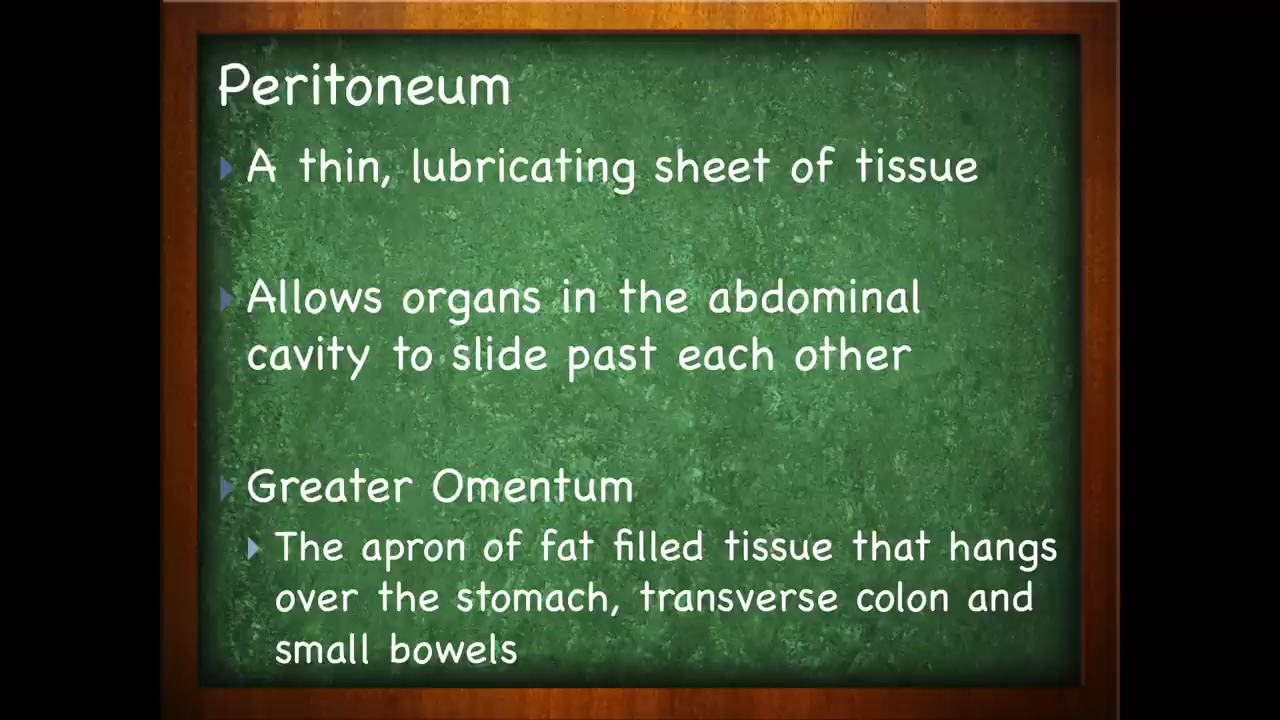 Peritoneum
A thin, lubricating sheet of tissue
Allows organs in the abdominal
cavity to slide past each other
Greater Omentum
The apron of fat filled tissue that hangs
over the stomach, transverse colon and
small bowels